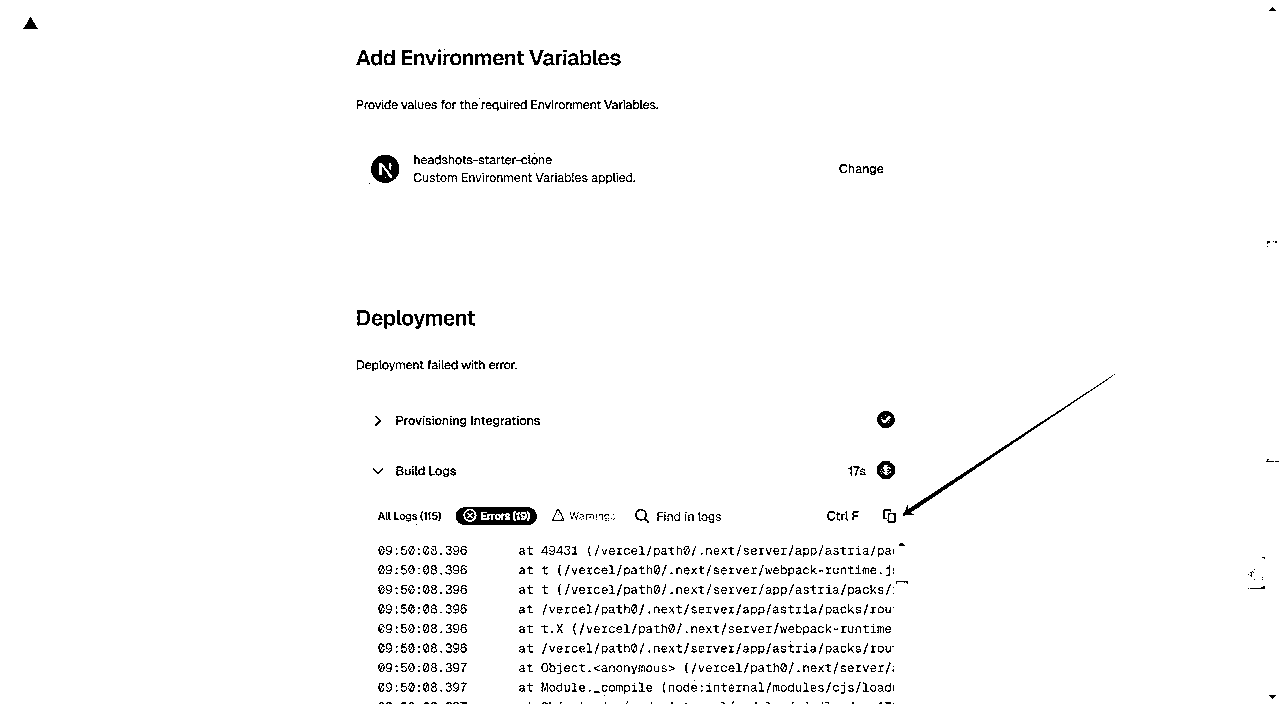 Add Environment Variables
Provide values for the required Environment Variables.
headshots-starter-clone
Custom Environment Variables applied.
Change
Deployment
Deployment failed with error.
Provisioning Integrations
Build Logs
17s
All Logs (115) Errors (19) Warnings Find in logs Ctrl F
09:50:08.396 at 49431 (/vercel/path0/.next/server/app/astria/pa
09:50:08.396 at t (/vercel/path0/.next/server/webpack-runtime.j
09:50:08.396 at t (/vercel/path0/.next/server/app/astria/packs/
09:50:08.396 at /vercel/path0/.next/server/app/astria/packs/rou
09:50:08.396 at t.X (/vercel/path0/.next/server/webpack-runtime
09:50:08.396 at /vercel/path0/.next/server/app/astria/packs/rou
09:50:08.397 at Object.<anonymous> (/vercel/path0/.next/server/
09:50:08.397 at Module._compile (node:internal/modules/cjs/load